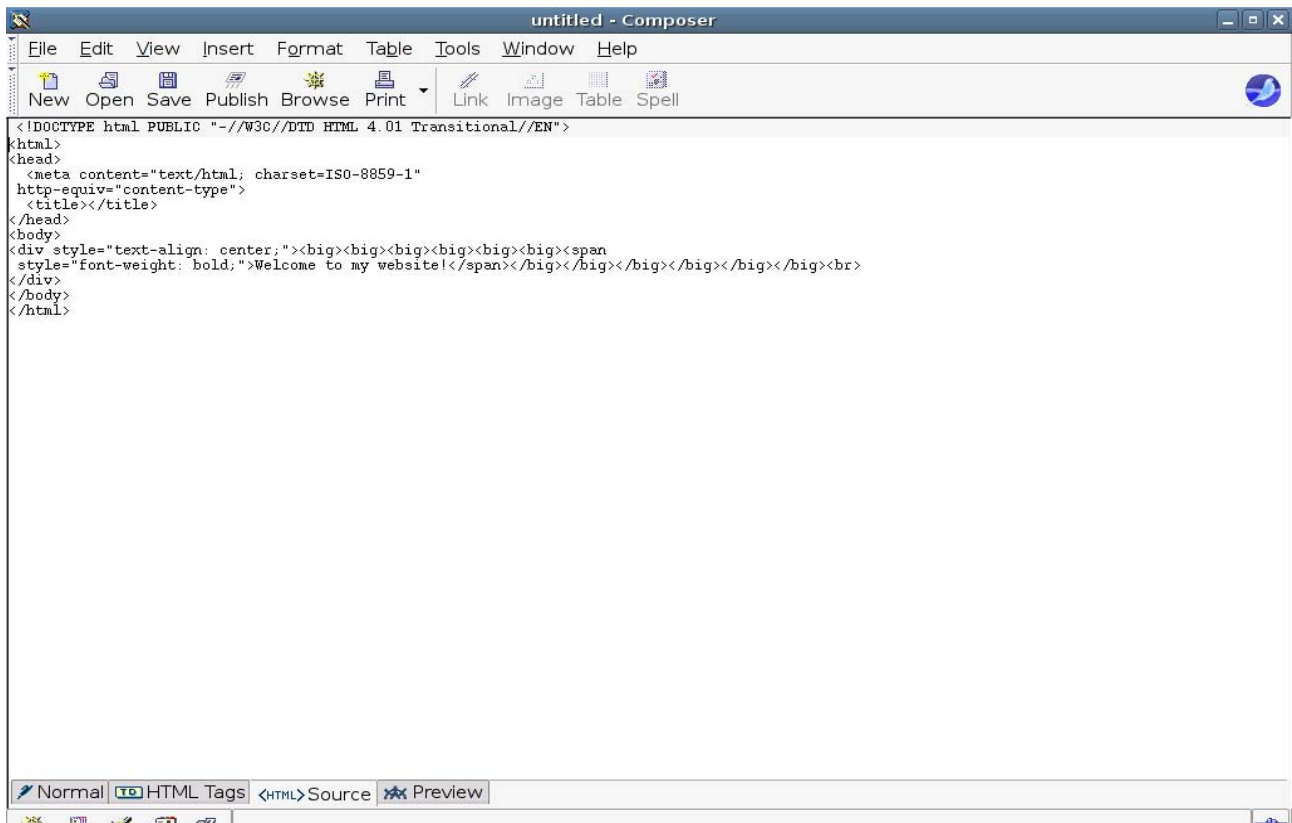 untitled - Composer
File Edit View Insert Format Table Tools Window Help
New Open Save Publish Browse Print Link Image Table Spell
<!DOCTYPE html PUBLIC "-//W3C//DTD HTML 4.01 Transitional//EN">
<html>
<head>
  <meta content="text/html; charset=ISO-8859-1"
 http-equiv="content-type">
  <title></title>
</head>
<body>
<div style="text-align: center;"><big><big><big><big><big><big><span
 style="font-weight: bold;">Welcome to my website!</span></big></big></big></big></big></big><br>
</div>
</body>
</html>
Normal TD HTML Tags <HTML> Source Preview